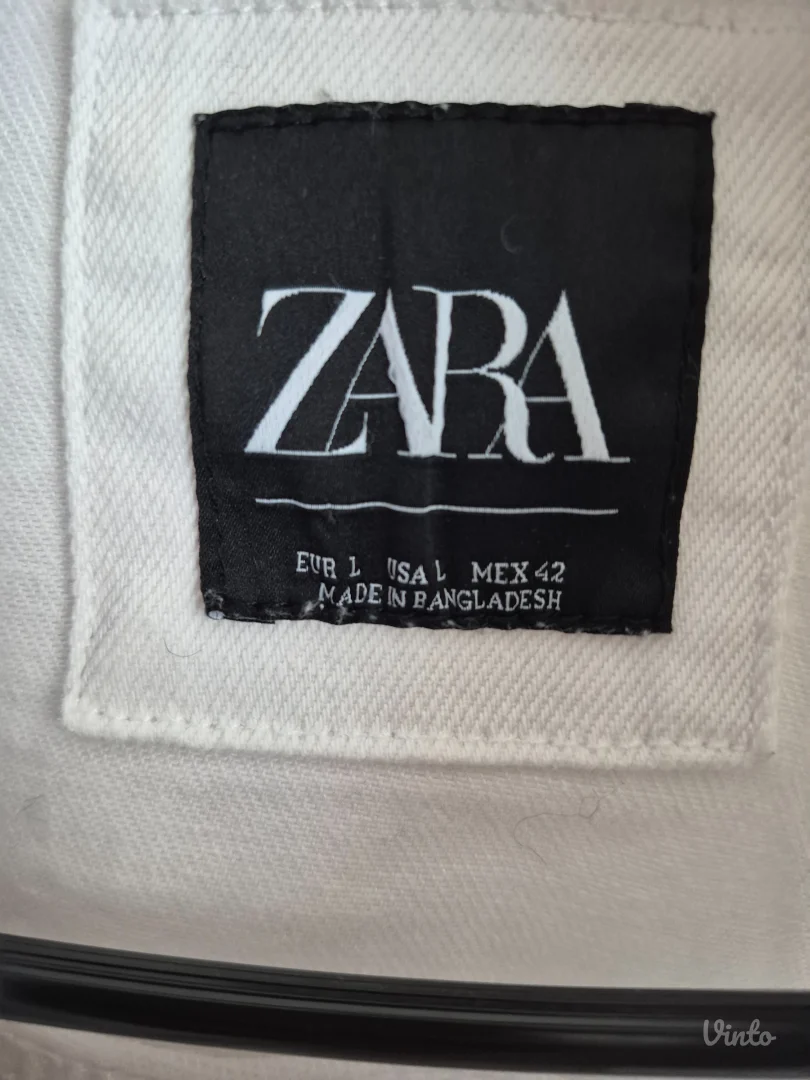 ZARA
EUR L USA L MEX 42
MADE IN BANGLADESH
Vinto